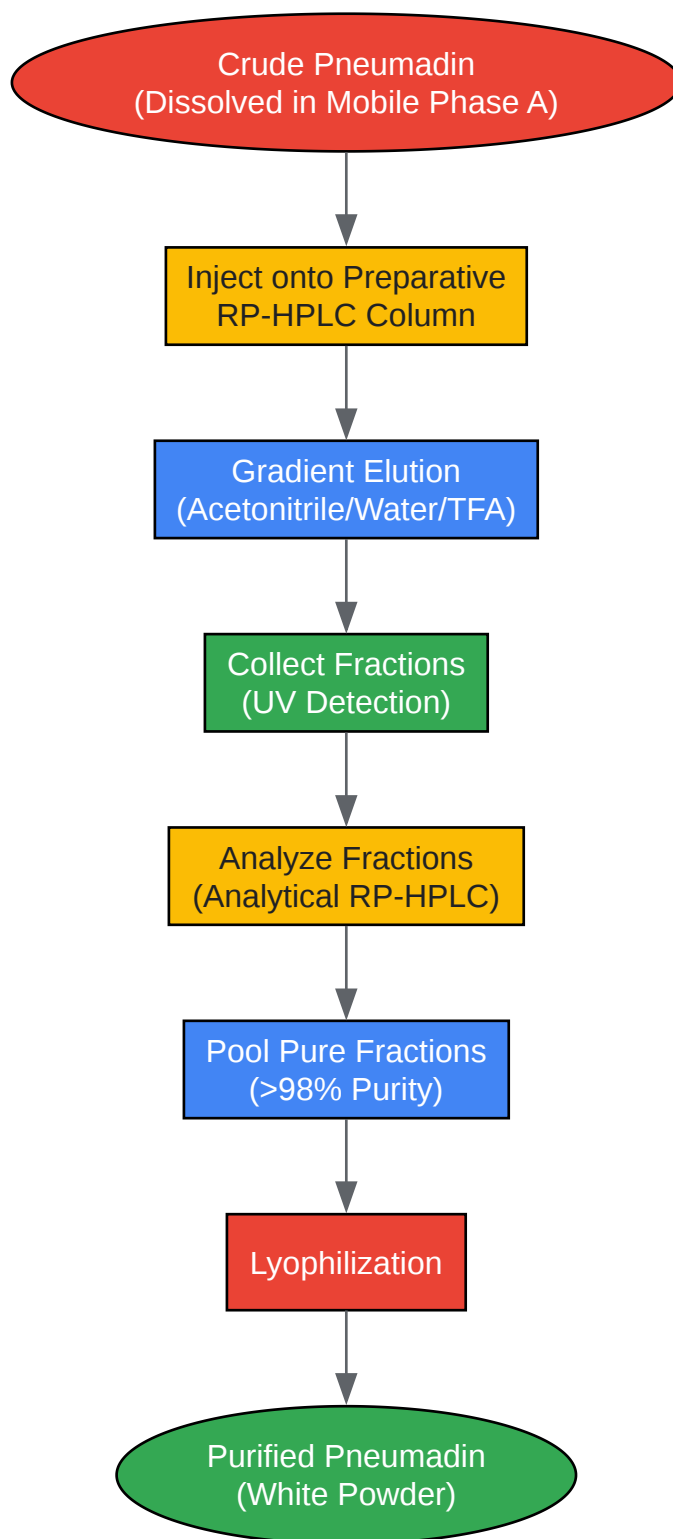 Crude Pneumadin
(Dissolved in Mobile Phase A)
Inject onto Preparative
RP-HPLC Column
Gradient Elution
(Acetonitrile/Water/TFA)
Collect Fractions
(UV Detection)
Analyze Fractions
(Analytical RP-HPLC)
Pool Pure Fractions
(>98% Purity)
Lyophilization
Purified Pneumadin
(White Powder)